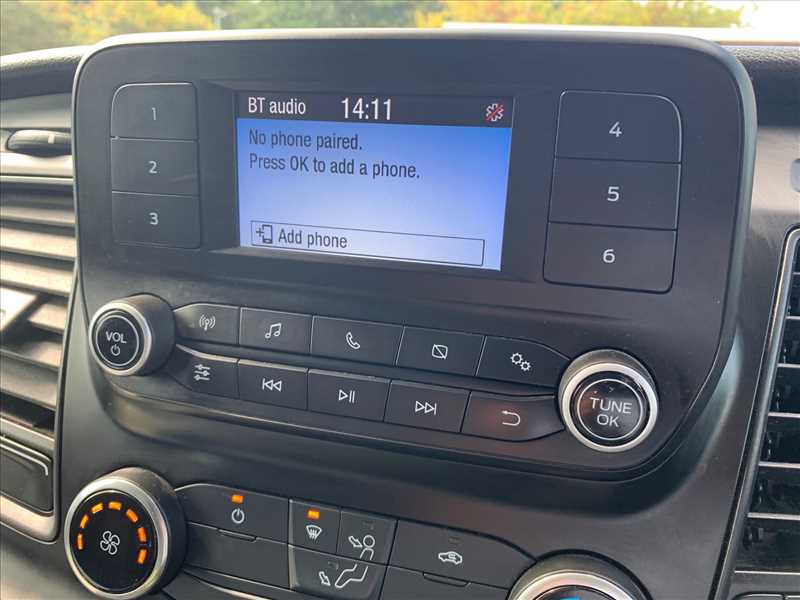 BT audio 14:11
No phone paired.
Press OK to add a phone.
Add phone
1
2
3
4
5
6
VOL
TUNE
OK